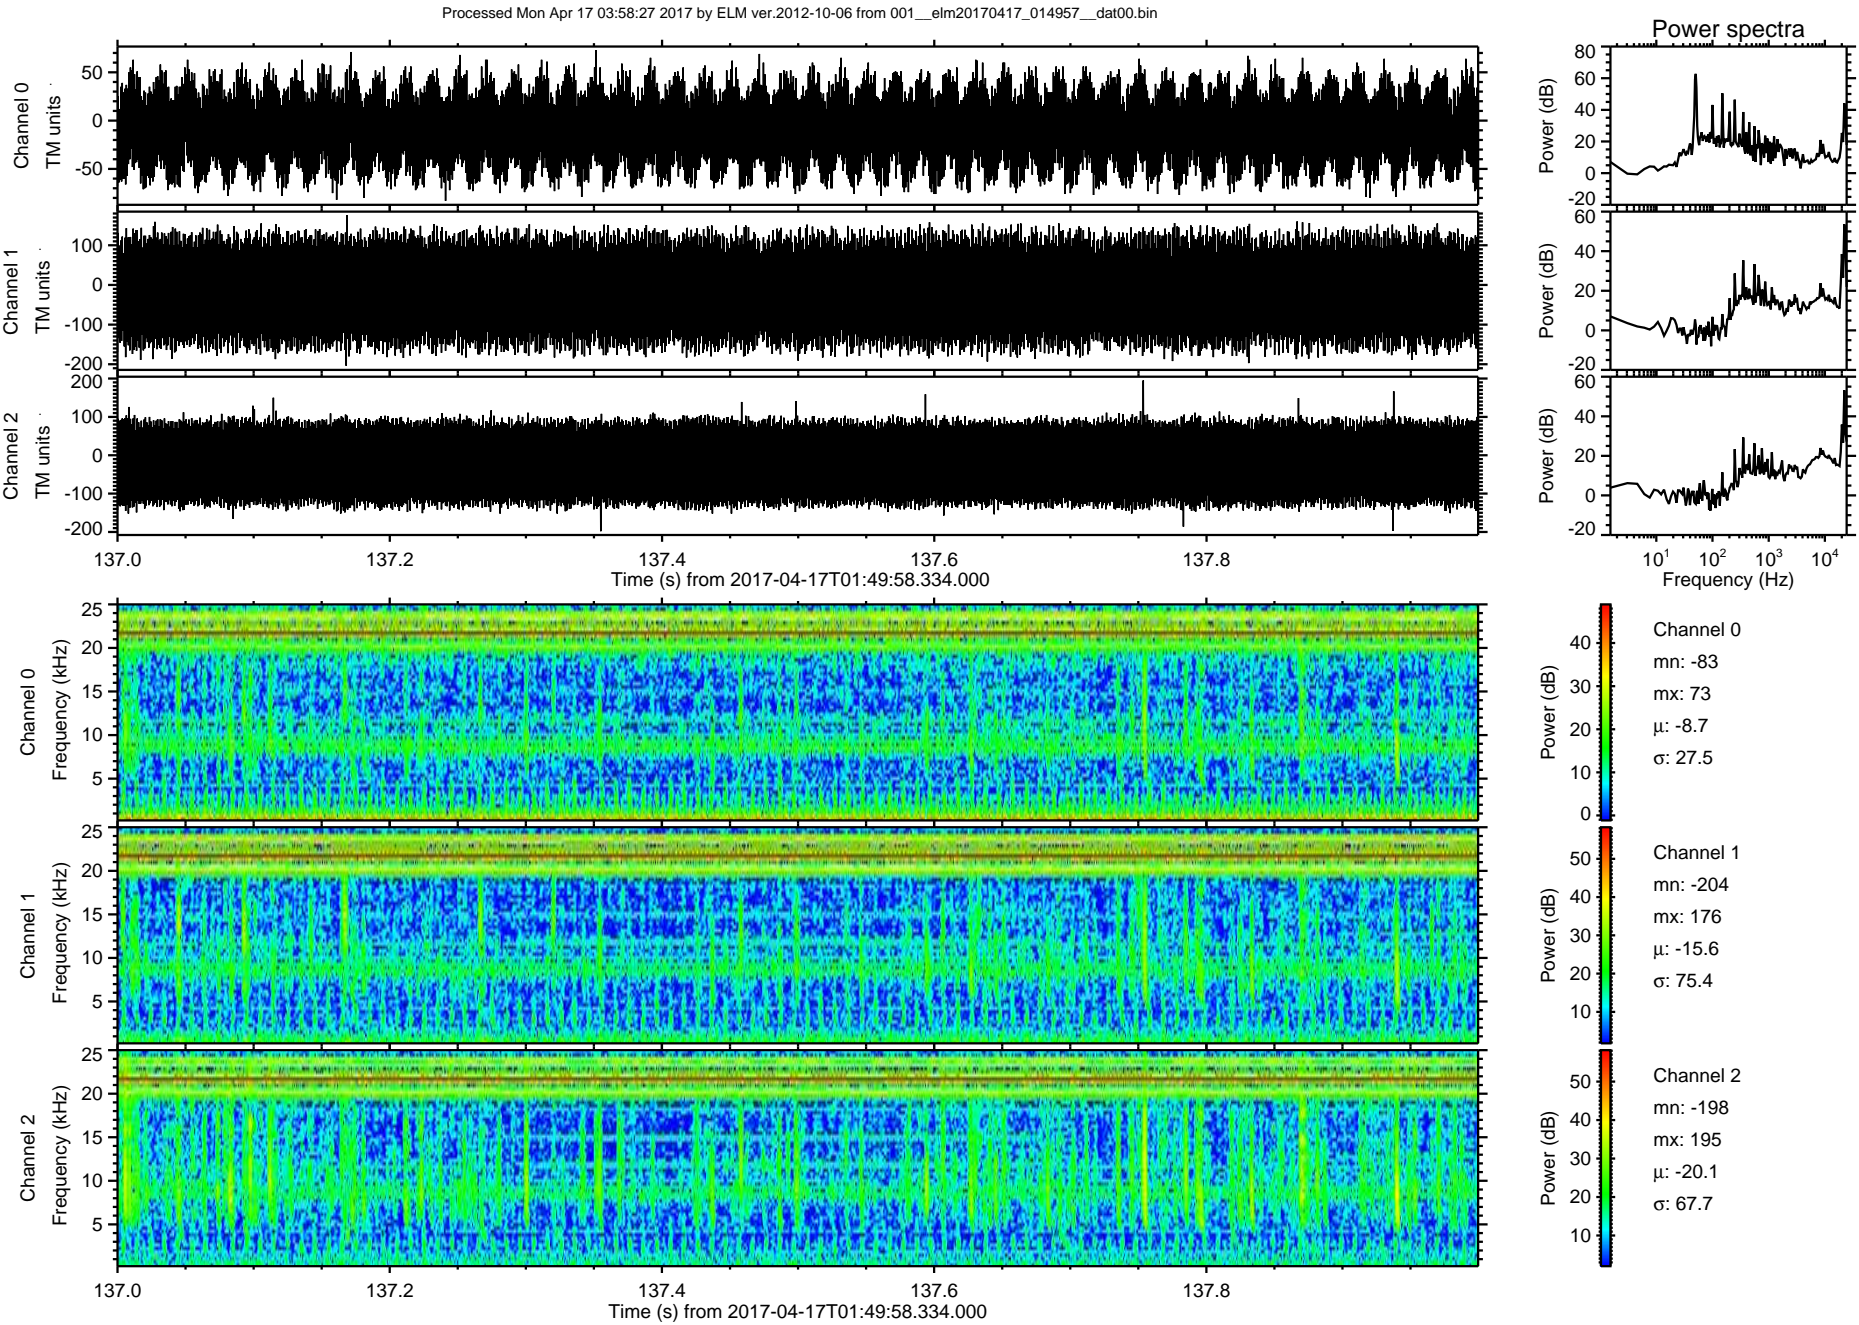 Processed Mon Apr 17 03:58:27 2017 by ELM ver.2012-10-06 from 001__elm20170417_014957__dat00.bin
Power spectra
Channel 0
TM units
50
0
-50
Power (dB)
80
60
40
20
0
-20
Channel 1
TM units
100
0
-100
-200
Power (dB)
60
40
20
0
-20
Channel 2
TM units
200
100
0
-100
-200
Power (dB)
60
40
20
0
-20
137.0
137.2
137.4
137.6
137.8
Time (s) from 2017-04-17T01:49:58.334.000
10^1
10^2
10^3
10^4
Frequency (Hz)
Channel 0
Frequency (kHz)
25
20
15
10
5
Power (dB)
40
30
20
10
0
Channel 0
mn: -83
mx: 73
μ: -8.7
σ: 27.5
Channel 1
Frequency (kHz)
25
20
15
10
5
Power (dB)
50
40
30
20
10
Channel 1
mn: -204
mx: 176
μ: -15.6
σ: 75.4
Channel 2
Frequency (kHz)
25
20
15
10
5
Power (dB)
50
40
30
20
10
Channel 2
mn: -198
mx: 195
μ: -20.1
σ: 67.7
137.0
137.2
137.4
137.6
137.8
Time (s) from 2017-04-17T01:49:58.334.000